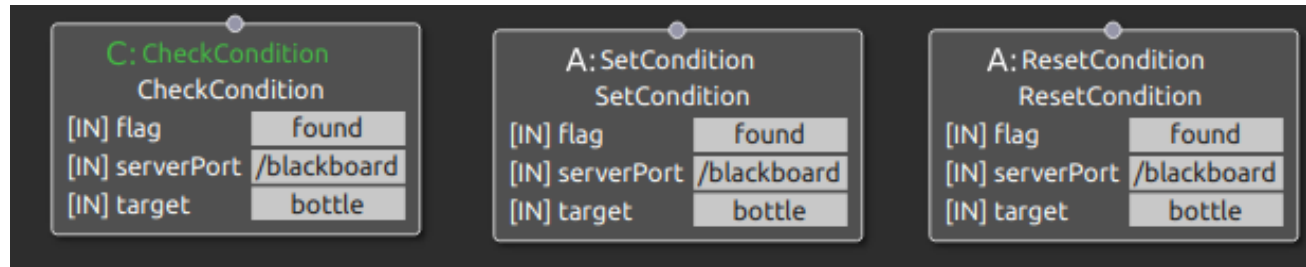 C: CheckCondition
CheckCondition
[IN] flag found
[IN] serverPort /blackboard
[IN] target bottle
A: SetCondition
SetCondition
[IN] flag found
[IN] serverPort /blackboard
[IN] target bottle
A: ResetCondition
ResetCondition
[IN] flag found
[IN] serverPort /blackboard
[IN] target bottle